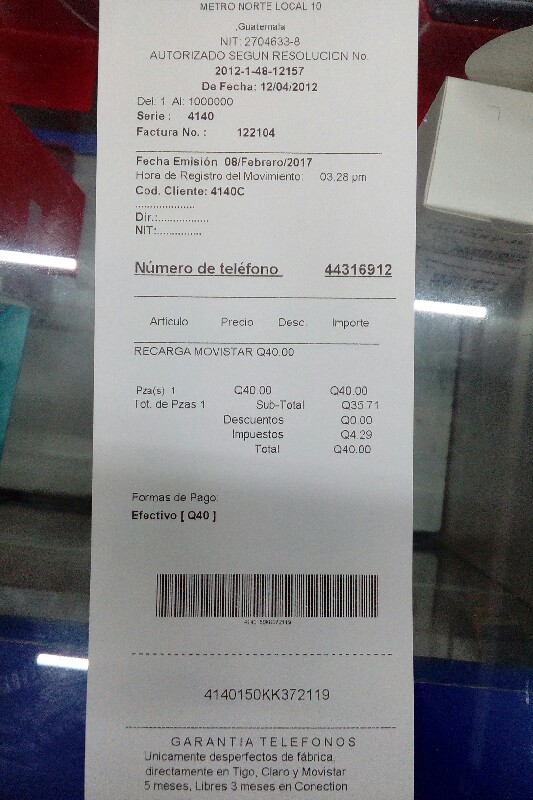 METRO NORTE LOCAL 10
,Guatemala
NIT: 2704633-8
AUTORIZADO SEGUN RESOLUCION No.
2012-1-48-12157
De Fecha: 12/04/2012
Del: 1 Al: 1000000
Serie : 4140
Factura No. : 122104
Fecha Emisión 08/Febraro/2017
Hora de Registro del Movimiento: 03.28 pm
Cod. Cliente: 4140C
....................
Dir.:.................
NIT:...............
Número de teléfono 44316912
Articulo Precio Desc. Importe
RECARGA MOVISTAR Q40.00
Pza(s) 1 Q40.00 Q40.00
Tot. de Pzas 1 Sub-Total Q35.71
Descuentos Q0.00
Impuestos Q4.29
Total Q40.00
Formas de Pago:
Efectivo [ Q40 ]
4140150KK372119
4140150KK372119
GARANTIA TELEFONOS
Unicamente desperfectos de fábrica,
directamente en Tigo, Claro y Movistar
5 meses, Libres 3 meses en Conection